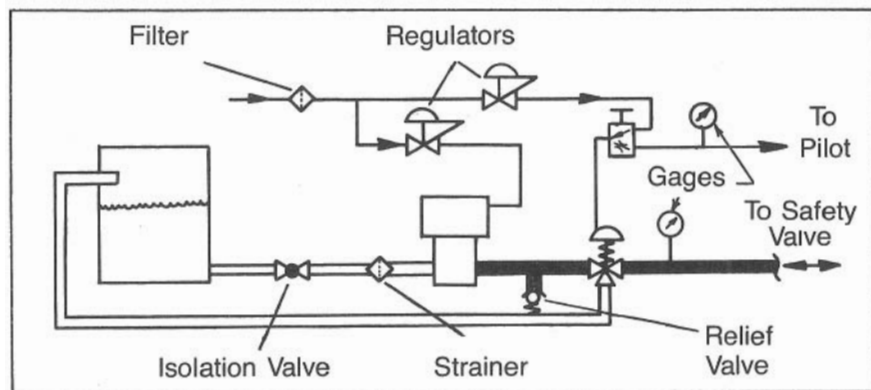 Filter
Regulators
To
Pilot
Gages
To Safety
Valve
Isolation Valve
Strainer
Relief
Valve